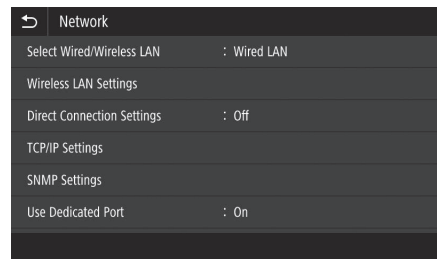 Network
Select Wired/Wireless LAN : Wired LAN
Wireless LAN Settings
Direct Connection Settings : Off
TCP/IP Settings
SNMP Settings
Use Dedicated Port : On